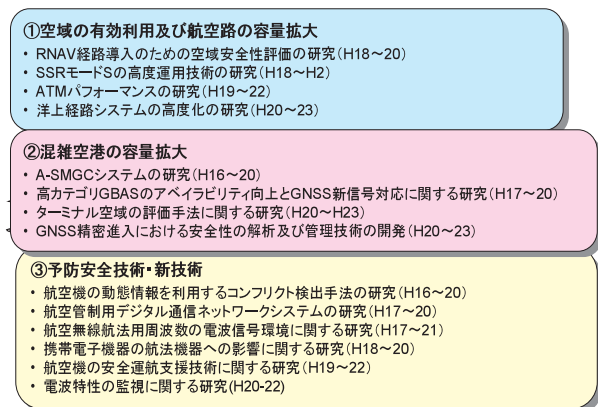 ①空域の有効利用及び航空路の容量拡大
・ RNAV経路導入のための空域安全性評価の研究(H18～20)
・ SSRモードSの高度運用技術の研究(H18～H2)
・ ATMパフォーマンスの研究(H19～22)
・ 洋上経路システムの高度化の研究(H20～23)
②混雑空港の容量拡大
・ A-SMGCシステムの研究(H16～20)
・ 高カテゴリGBASのアベイラビリティ向上とGNSS新信号対応に関する研究(H17～20)
・ ターミナル空域の評価手法に関する研究(H20～H23)
・ GNSS精密進入における安全性の解析及び管理技術の開発(H20～23)
③予防安全技術・新技術
・ 航空機の動態情報を利用するコンフリクト検出手法の研究(H16～20)
・ 航空管制用デジタル通信ネットワークシステムの研究(H17～20)
・ 航空無線航法用周波数の電波信号環境に関する研究(H17～21)
・ 携帯電子機器の航法機器への影響に関する研究(H18～20)
・ 航空機の安全運航支援技術に関する研究(H19～22)
・ 電波特性の監視に関する研究(H20-22)